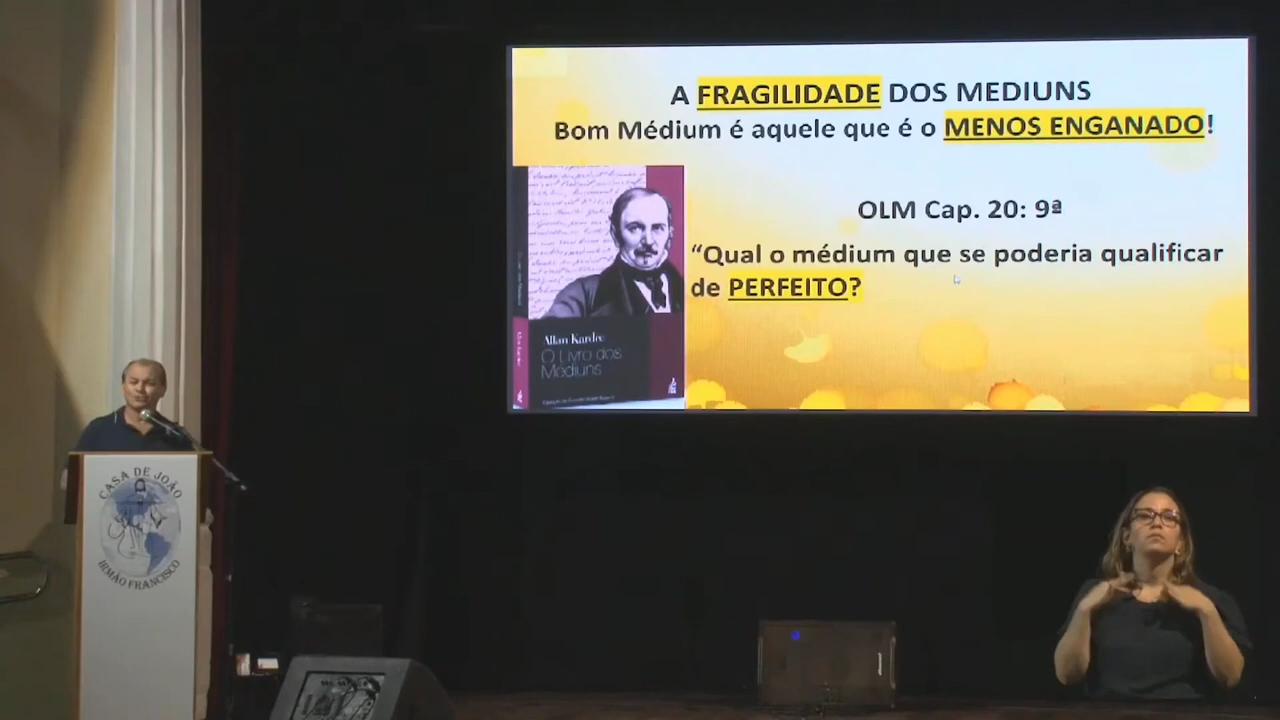 A FRAGILIDADE DOS MEDIUNS
Bom Médium é aquele que é o MENOS ENGANADO!
OLM Cap. 20: 9ª
“Qual o médium que se poderia qualificar
de PERFEITO?
Allan Kardec
O Livro dos
Médiuns
CASA DE JOÃO
IRMÃO FRANCISCO